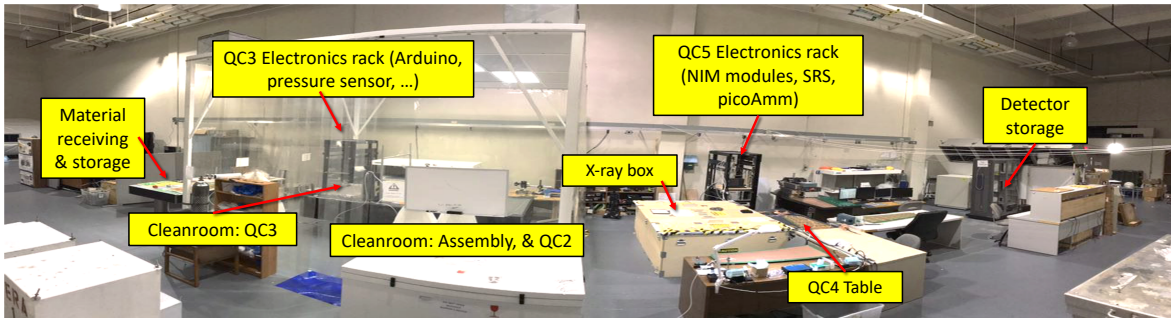 QC3 Electronics rack (Arduino,
pressure sensor, …)
QC5 Electronics rack
(NIM modules, SRS,
picoAmm)
Material
receiving
& storage
Detector
storage
X-ray box
Cleanroom: QC3
Cleanroom: Assembly, & QC2
QC4 Table
ERA